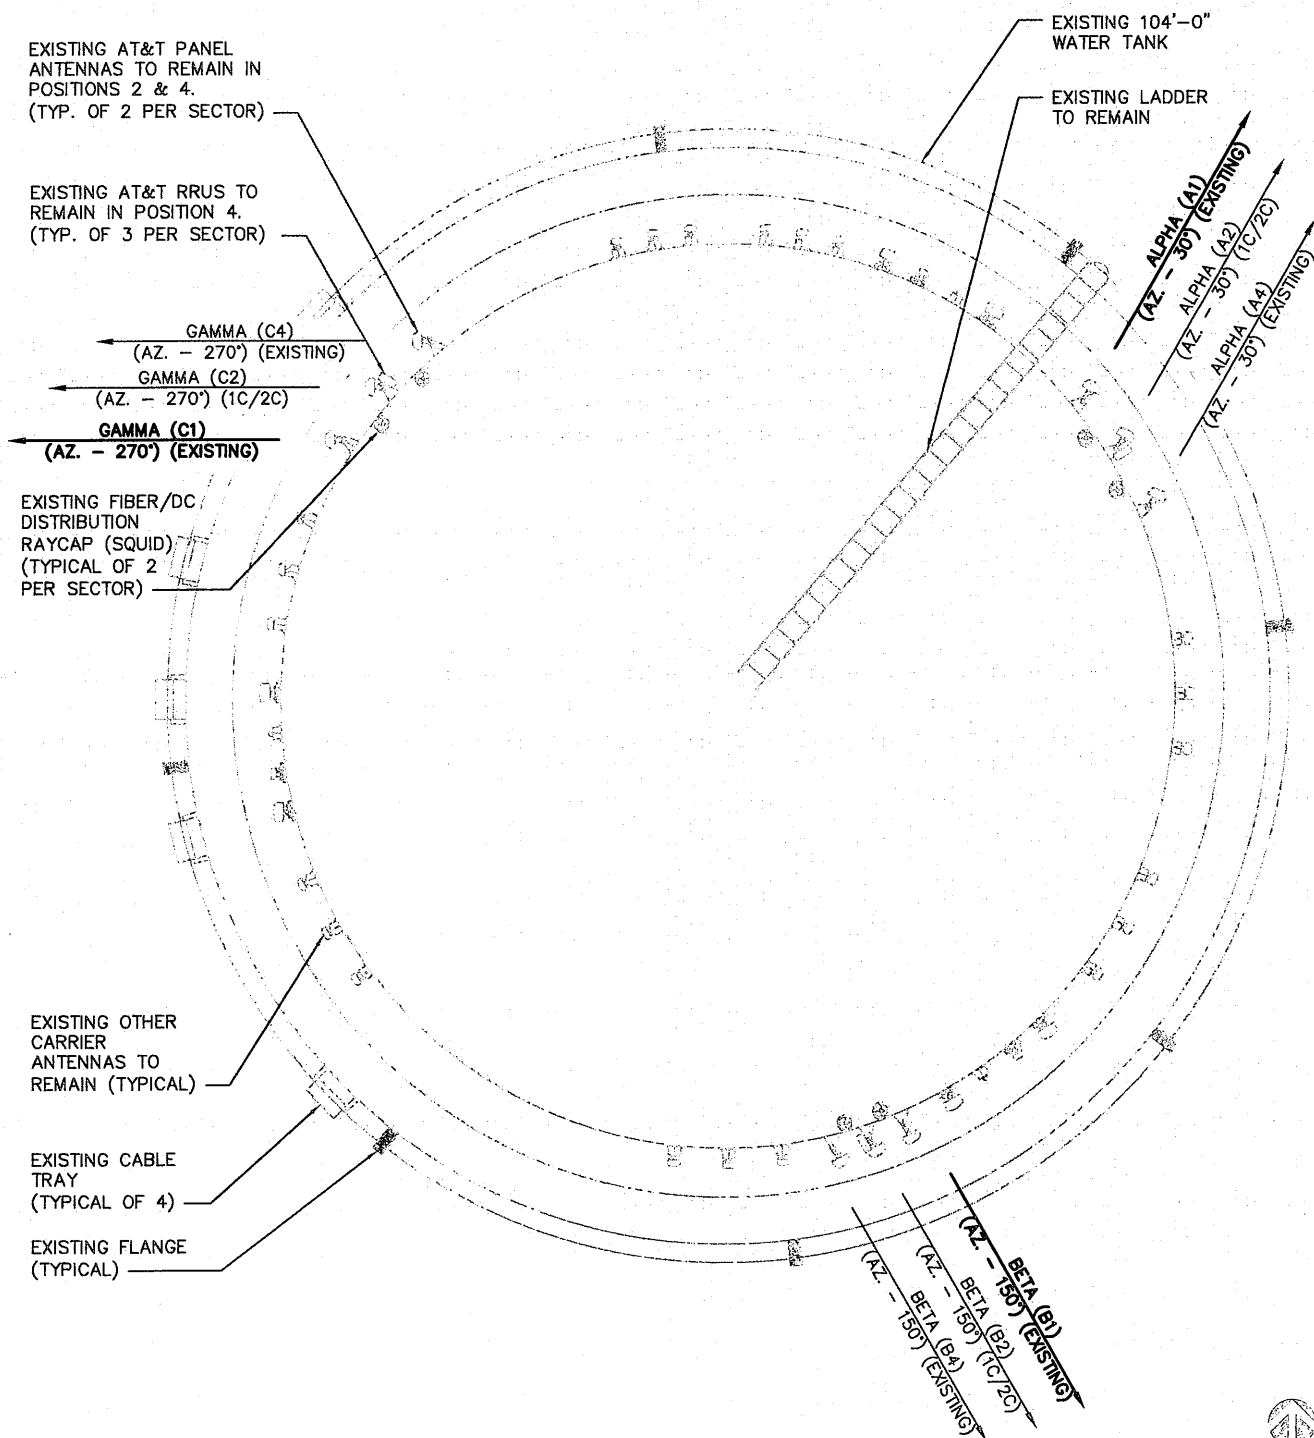 EXISTING AT&T PANEL
ANTENNAS TO REMAIN IN
POSITIONS 2 & 4.
(TYP. OF 2 PER SECTOR)
EXISTING AT&T RRUS TO
REMAIN IN POSITION 4.
(TYP. OF 3 PER SECTOR)
EXISTING 104'-0"
WATER TANK
EXISTING LADDER
TO REMAIN
ALPHA (A1)
(AZ. - 30°) (EXISTING)
ALPHA (A2)
(AZ. - 30°) (1C/2C)
ALPHA (A4)
(AZ. - 30°) (EXISTING)
GAMMA (C4)
(AZ. - 270°) (EXISTING)
GAMMA (C2)
(AZ. - 270°) (1C/2C)
GAMMA (C1)
(AZ. - 270°) (EXISTING)
EXISTING FIBER/DC
DISTRIBUTION
RAYCAP (SQUID)
(TYPICAL OF 2
PER SECTOR)
EXISTING OTHER
CARRIER
ANTENNAS TO
REMAIN (TYPICAL)
EXISTING CABLE
TRAY
(TYPICAL OF 4)
EXISTING FLANGE
(TYPICAL)
BETA (B1)
(AZ. - 150°) (EXISTING)
BETA (B2)
(AZ. - 150°) (1C/2C)
BETA (B4)
(AZ. - 150°) (EXISTING)